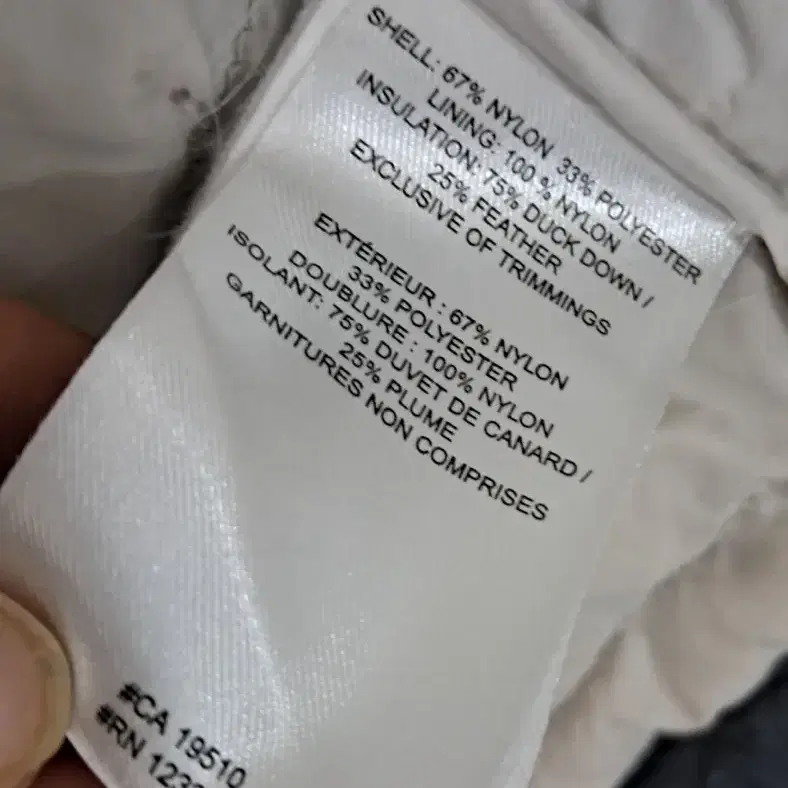 SHELL: 67% NYLON 33% POLYESTER
LINING: 100 % NYLON
INSULATION: 75% DUCK DOWN /
25% FEATHER
EXCLUSIVE OF TRIMMINGS
EXTÉRIEUR : 67% NYLON
33% POLYESTER
DOUBLURE : 100% NYLON
ISOLANT: 75% DUVET DE CANARD /
25% PLUME
GARNITURES NON COMPRISES
#CA 19510
#RN